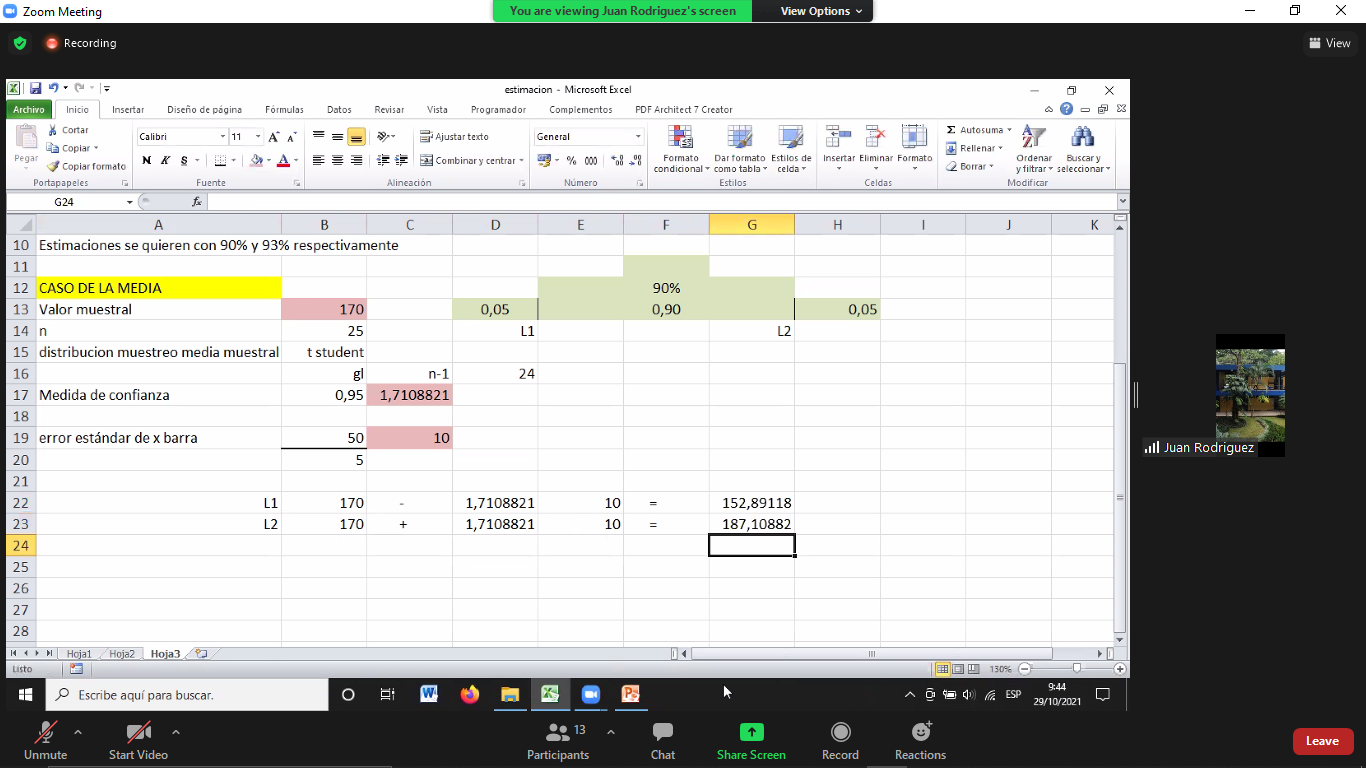 Zoom Meeting
You are viewing Juan Rodriguez's screen
View Options
Recording
View
estimacion - Microsoft Excel
Archivo Inicio Insertar Diseño de página Fórmulas Datos Revisar Vista Programador Complementos PDF Architect 7 Creator
Pegar
Cortar
Copiar
Copiar formato
Portapapeles
Calibri 11
N K S
Fuente
Ajustar texto
Combinar y centrar
Alineación
General
% 000
Número
Formato condicional
Dar formato como tabla
Estilos de celda
Estilos
Insertar Eliminar Formato
Celdas
Autosuma
Rellenar
Borrar
Ordenar y filtrar
Buscar y seleccionar
Modificar
G24 fx
A B C D E F G H I J K
10 Estimaciones se quieren con 90% y 93% respectivamente
11
12 CASO DE LA MEDIA 90%
13 Valor muestral 170 0,05 0,90 0,05
14 n 25 L1 L2
15 distribucion muestreo media muestral t student
16 gl n-1 24
17 Medida de confianza 0,95 1,7108821
18
19 error estándar de x barra 50 10
20 5
21
22 L1 170 - 1,7108821 10 = 152,89118
23 L2 170 + 1,7108821 10 = 187,10882
24
25
26
27
28
Juan Rodriguez
Hoja1 Hoja2 Hoja3
Listo 130%
Escribe aquí para buscar.
ESP
9:44
29/10/2021
Unmute
Start Video
Participants 13
Chat
Share Screen
Record
Reactions
Leave